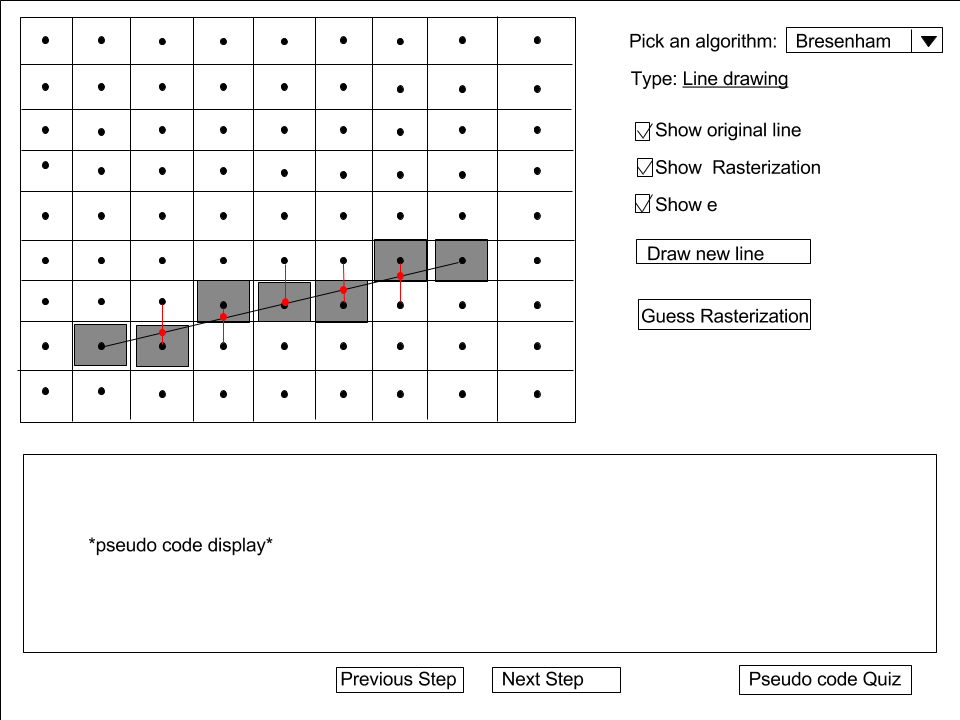 Pick an algorithm: Bresenham
Type: Line drawing
Show original line
Show Rasterization
Show e
Draw new line
Guess Rasterization
*pseudo code display*
Previous Step Next Step Pseudo code Quiz